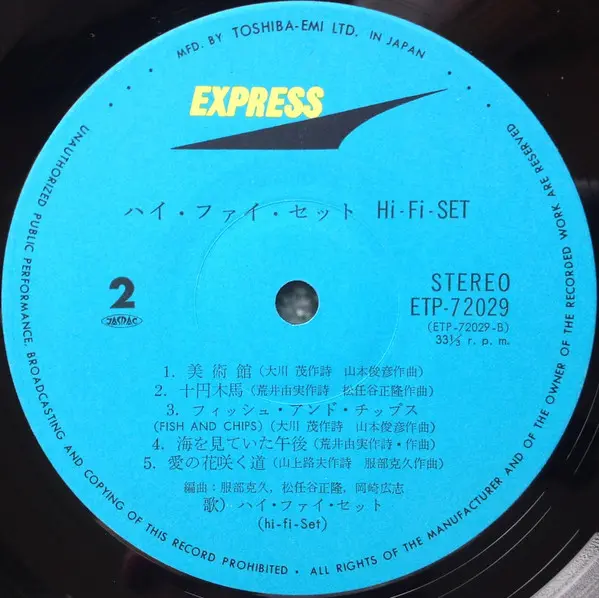 MFD. BY TOSHIBA-EMI LTD. IN JAPAN
EXPRESS
ハイ・ファイ・セット Hi-Fi-SET
2
JASRAC
STEREO
ETP-72029
(ETP-72029-B)
33⅓ r. p. m.
1. 美術館 (大川 茂作詩 山本俊彦作曲)
2. 十円木馬 (荒井由実作詩 松任谷正隆作曲)
3. フィッシュ・アンド・チップス
(FISH AND CHIPS) (大川 茂作詩 山本俊彦作曲)
4. 海を見ていた午後 (荒井由実作詩・作曲)
5. 愛の花咲く道 (山上路夫作詩 服部克久作曲)
編曲：服部克久, 松任谷正隆, 岡崎広志
歌) ハイ・ファイ・セット
(hi-fi-Set)
UNAUTHORIZED PUBLIC PERFORMANCE, BROADCASTING AND COPYING OF THIS RECORD PROHIBITED • ALL RIGHTS OF THE MANUFACTURER AND OF THE OWNER OF THE RECORDED WORK ARE RESERVED